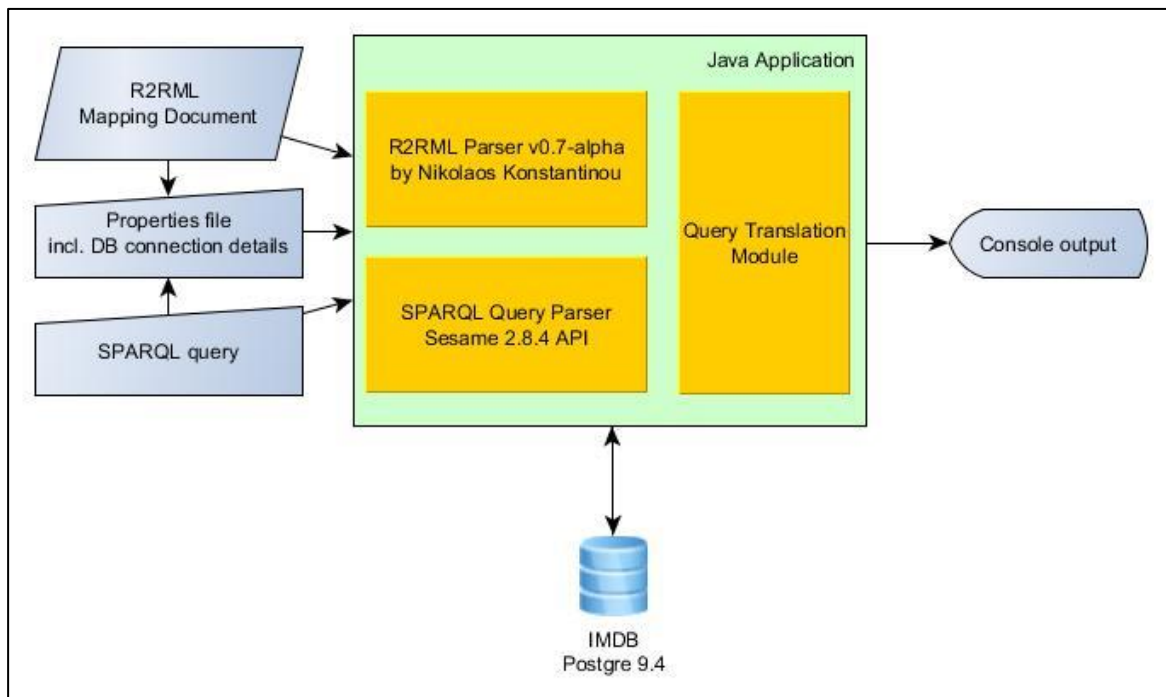 R2RML
Mapping Document
Properties file
incl. DB connection details
SPARQL query
Java Application
R2RML Parser v0.7-alpha
by Nikolaos Konstantinou
SPARQL Query Parser
Sesame 2.8.4 API
Query Translation
Module
Console output
IMDB
Postgre 9.4